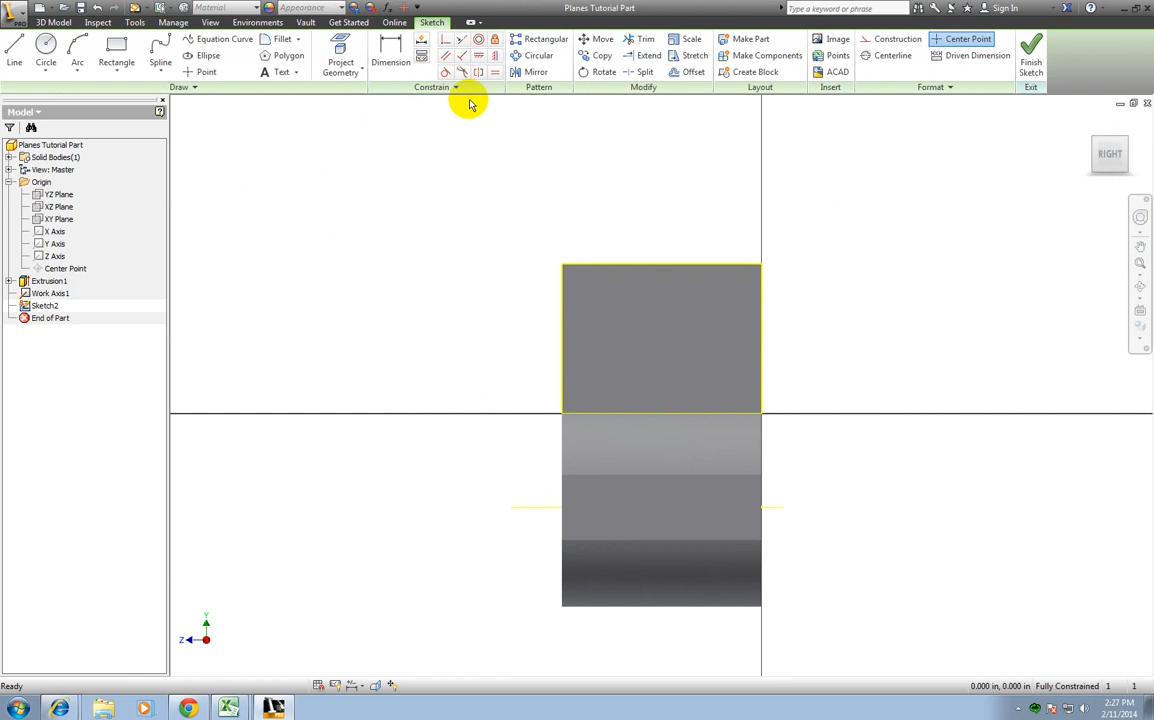 Material
Appearance
Planes Tutorial Part
Type a keyword or phrase
Sign In
PRO
3D Model
Inspect
Tools
Manage
View
Environments
Vault
Get Started
Online
Sketch
Line
Circle
Arc
Rectangle
Spline
Equation Curve
Ellipse
Point
Fillet
Polygon
Text
Project
Geometry
Dimension
Rectangular
Circular
Mirror
Move
Copy
Rotate
Trim
Extend
Split
Scale
Stretch
Offset
Make Part
Make Components
Create Block
Image
Points
ACAD
Construction
Centerline
Center Point
Driven Dimension
Finish
Sketch
Draw
Constrain
Pattern
Modify
Layout
Insert
Format
Exit
Model
Planes Tutorial Part
Solid Bodies(1)
View: Master
Origin
YZ Plane
XZ Plane
XY Plane
X Axis
Y Axis
Z Axis
Center Point
Extrusion1
Work Axis1
Sketch2
End of Part
RIGHT
Y
Z
Ready
0.000 in, 0.000 in Fully Constrained 1 1
2:27 PM
2/11/2014